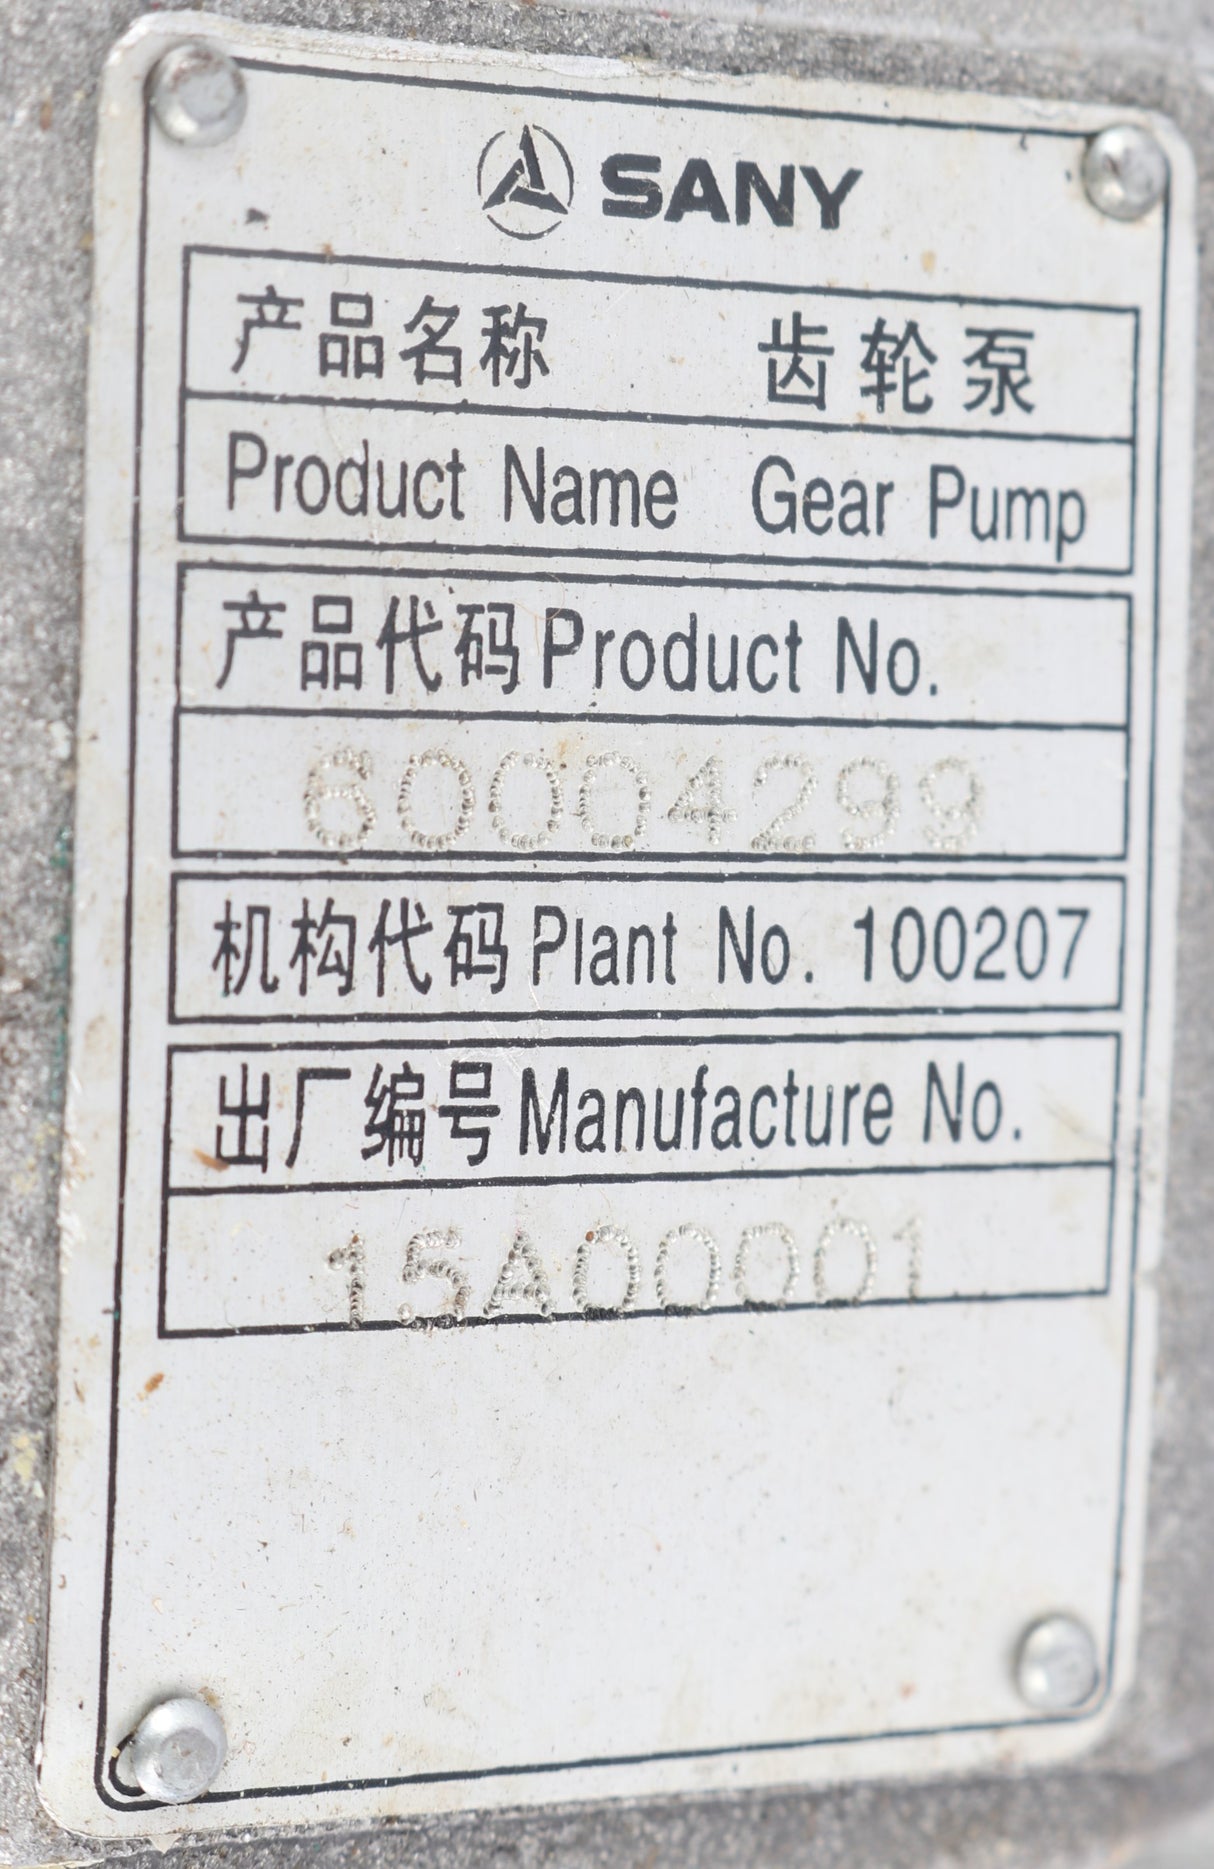 SANY
产品名称 齿轮泵
Product Name Gear Pump
产品代码 Product No.
60004299
机构代码 Plant No. 100207
出厂编号 Manufacture No.
15A00001